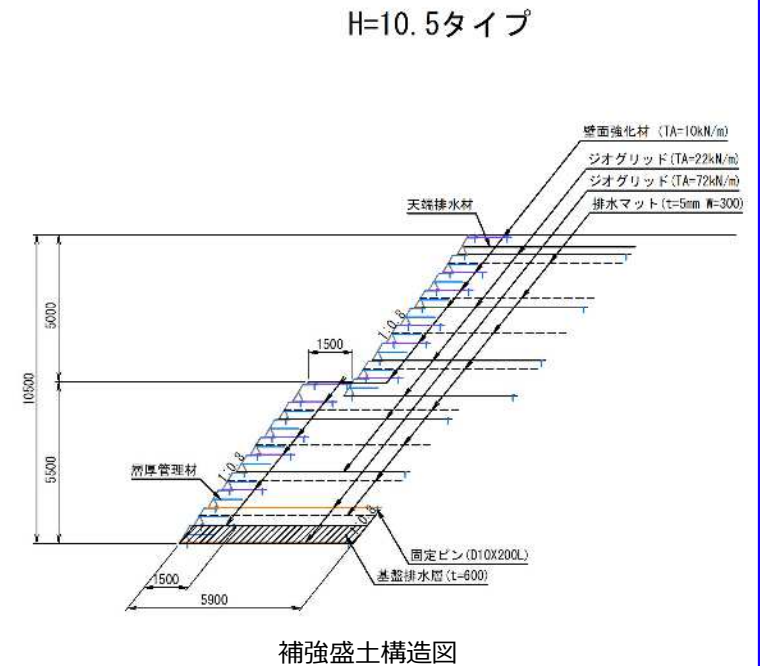 H=10.5タイプ
壁面強化材 (TA=10kN/m)
ジオグリッド(TA=22kN/m)
ジオグリッド(TA=72kN/m)
排水マット(t=5mm W=300)
天端排水材
5000
1:0.8
1500
10500
5500
1:0.8
層厚管理材
1:0.8
固定ピン(D10X200L)
基盤排水層(t=600)
1500
5900
補強盛土構造図